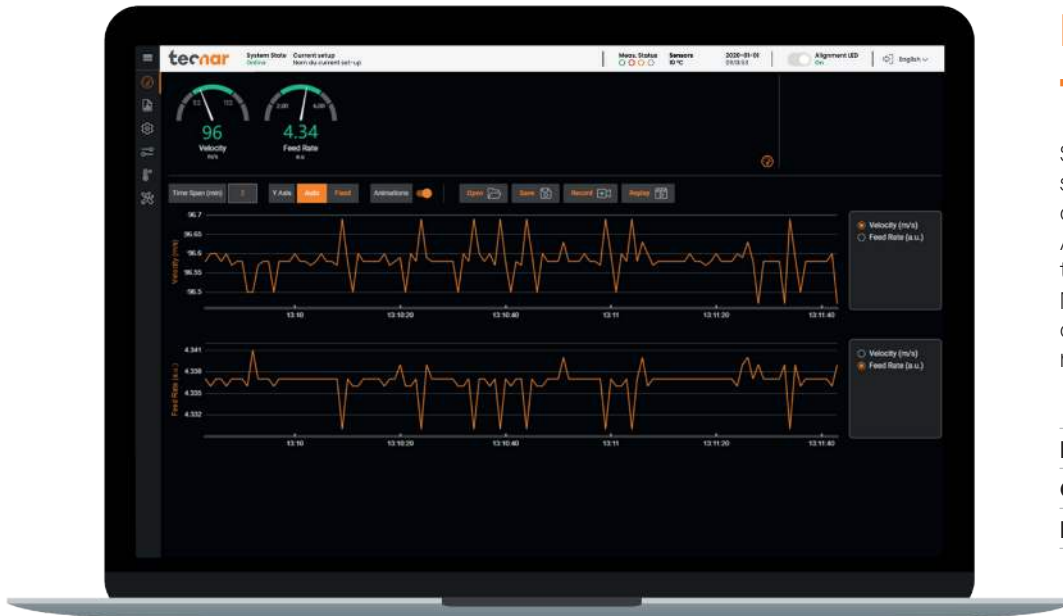 tecnar
System State
Online
Current setup
Nom du current set-up
Meas. Status
Sensors
10 °C
2020-01-01
Alignment LED
On
English
96
Velocity
m/s
4.34
Feed Rate
a.u.
Time Span (min)
Y Axis
Auto
Fixed
Animations
Open
Save
Record
Replay
Velocity (m/s)
96.7
96.65
96.6
96.55
96.5
13:10
13:10:20
13:10:40
13:11
13:11:20
13:11:40
Velocity (m/s)
Feed Rate (a.u.)
Feed Rate (a.u.)
4.341
4.338
4.335
4.332
13:10
13:10:20
13:10:40
13:11
13:11:20
13:11:40
Velocity (m/s)
Feed Rate (a.u.)